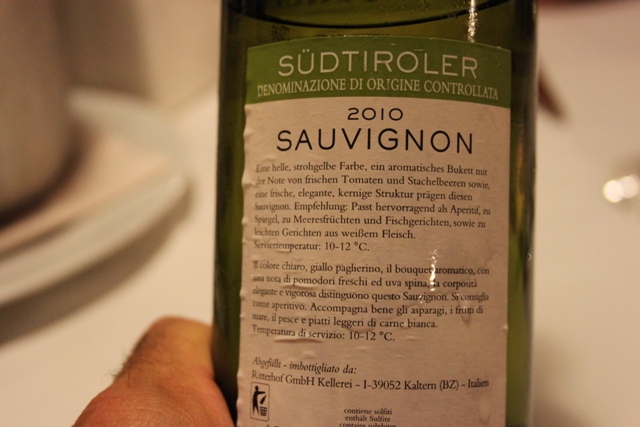 SÜDTIROLER
DENOMINAZIONE DI ORIGINE CONTROLLATA
2010
SAUVIGNON
Eine helle, strohgelbe Farbe, ein aromatisches Bukett mit
der Note von frischen Tomaten und Stachelbeeren sowie,
eine frische, elegante, kernige Struktur prägen diesen
Sauvignon. Empfehlung: Passt hervorragend als Aperitif, zu
Spargel, zu Meeresfrüchten und Fischgerichten, sowie zu
leichten Gerichten aus weißem Fleisch.
Serviertemperatur: 10-12 °C.
Il colore chiaro, giallo paglierino, il bouquet aromatico, con
una nota di pomodori freschi ed uva spina, la corposità
elegante e vigorosa distinguono questo Sauvignon. Si consiglia
come aperitivo. Accompagna bene gli asparagi, i frutti di
mare, il pesce e piatti leggeri di carne bianca.
Temperatura di servizio: 10-12 °C.
Abgefüllt - imbottigliato da:
Ritterhof GmbH Kellerei - I-39052 Kaltern (BZ) - Italien
contiene solfiti
enthält Sulfite
contains sulphites